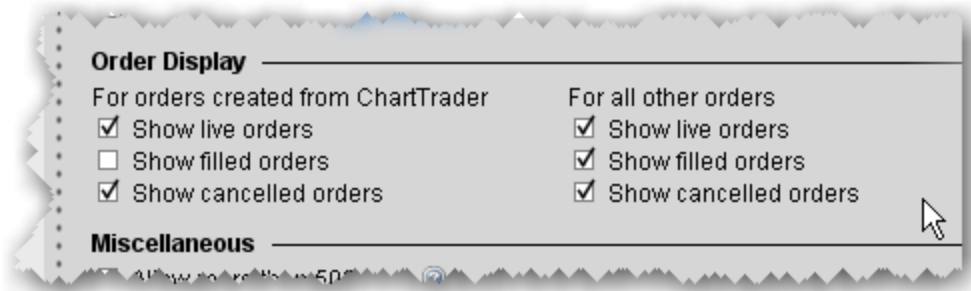 Order Display
For orders created from ChartTrader
Show live orders
Show filled orders
Show cancelled orders
For all other orders
Show live orders
Show filled orders
Show cancelled orders
Miscellaneous